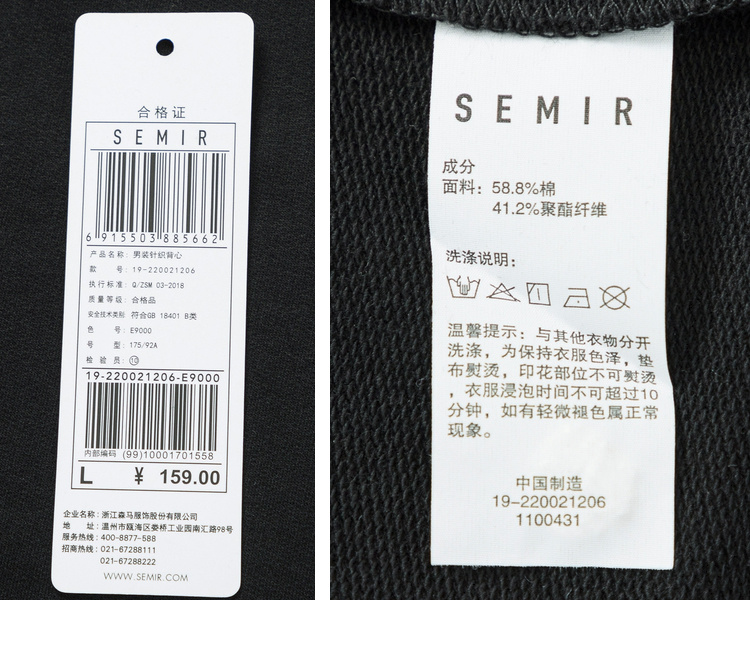 合格证
SEMIR
6 915503 885662
产品名称: 男装针织背心
款 号: 19-220021206
执行标准: Q/ZSM 03-2018
质量等级: 合格品
安全技术类别: 符合GB 18401 B类
色 号: E9000
号 型: 175/92A
检 验 员: ⑩
19-220021206-E9000
内部编码 (99)10001701558
L ¥ 159.00
企业名称: 浙江森马服饰股份有限公司
地 址: 温州市瓯海区娄桥工业园南汇路98号
服务热线: 400-8877-588
招商热线: 021-67288111
021-67288222
WWW.SEMIR.COM
SEMIR
成分
面料: 58.8%棉
41.2%聚酯纤维
洗涤说明:
温馨提示: 与其他衣物分开
洗涤, 为保持衣服色泽, 垫
布熨烫, 印花部位不可熨烫
, 衣服浸泡时间不可超过10
分钟, 如有轻微褪色属正常
现象。
中国制造
19-220021206
1100431